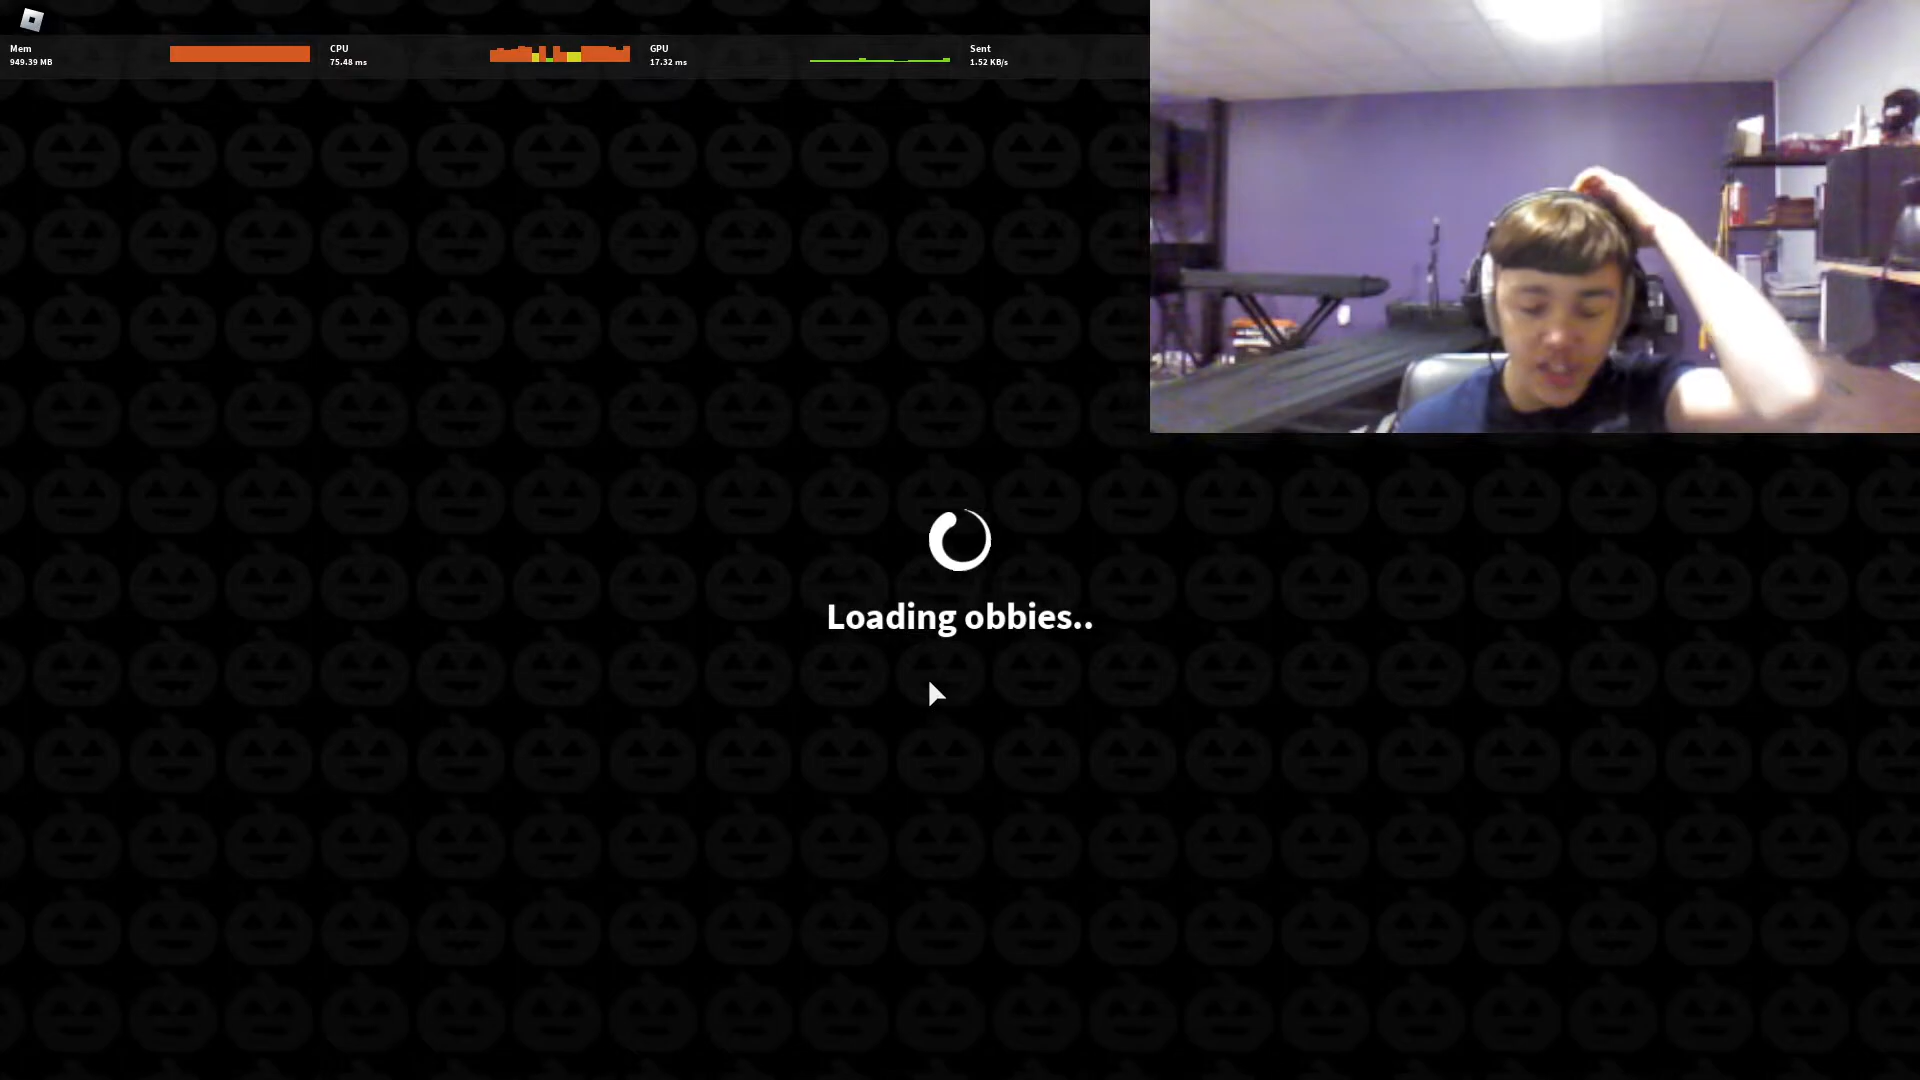 Mem
949.39 MB
CPU
75.48 ms
GPU
17.32 ms
Sent
1.52 KB/s
Loading obbies..